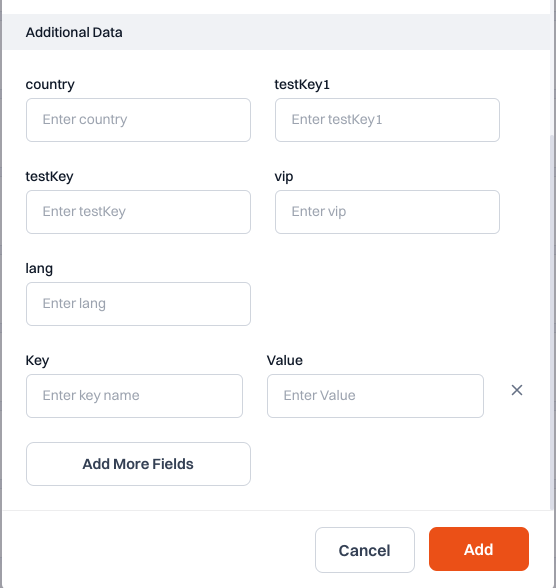 Additional Data
country
testKey1
Enter country
Enter testKey1
testKey
vip
Enter testKey
Enter vip
lang
Enter lang
Key
Value
Enter key name
Enter Value
Add More Fields
Cancel
Add